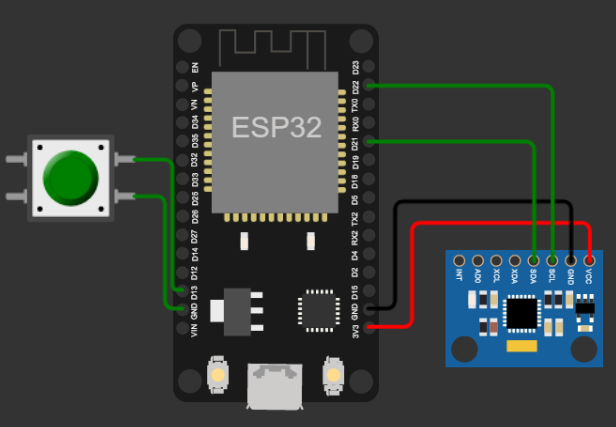 ESP32
EN
VP
VN
D34
D35
D32
D33
D25
D26
D27
D14
D12
D13
GND
VIN
D23
D22
TX0
RX0
D21
D19
D18
D5
TX2
RX2
D4
D2
D15
GND
3V3
INT
AD0
XCL
XDA
SDA
SCL
GND
VCC